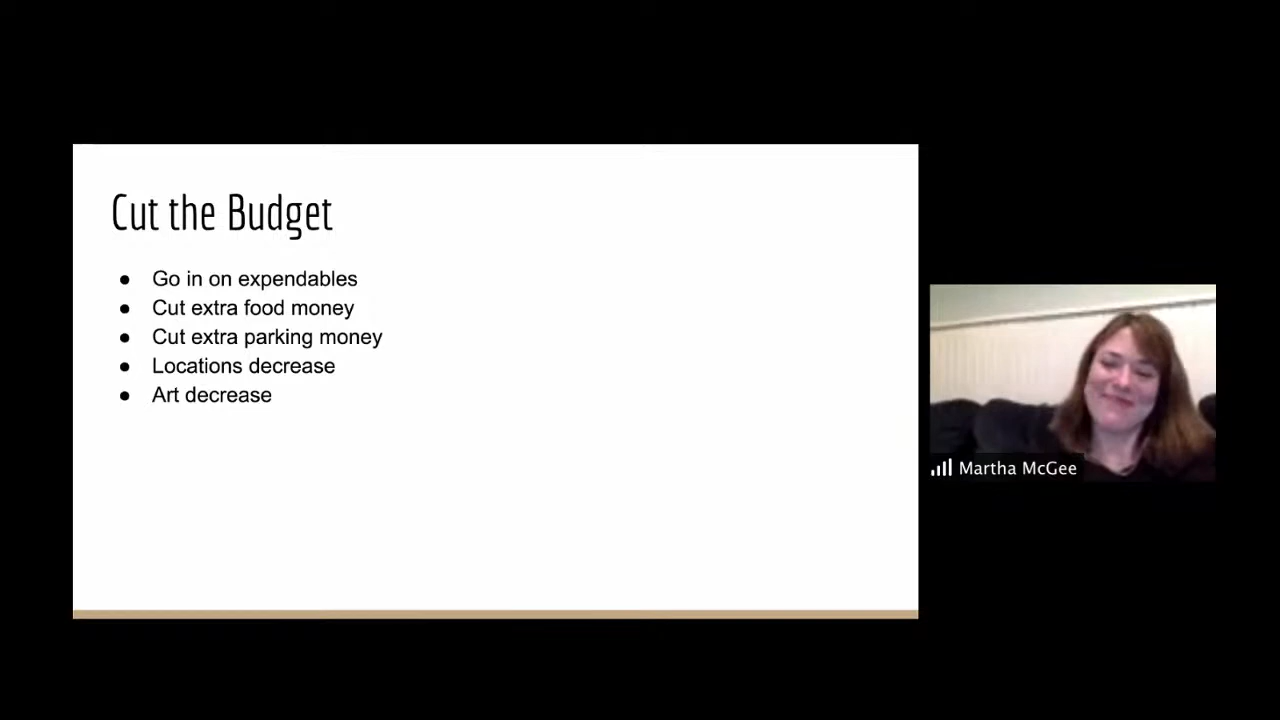 Cut the Budget
● Go in on expendables
● Cut extra food money
● Cut extra parking money
● Locations decrease
● Art decrease
Martha McGee